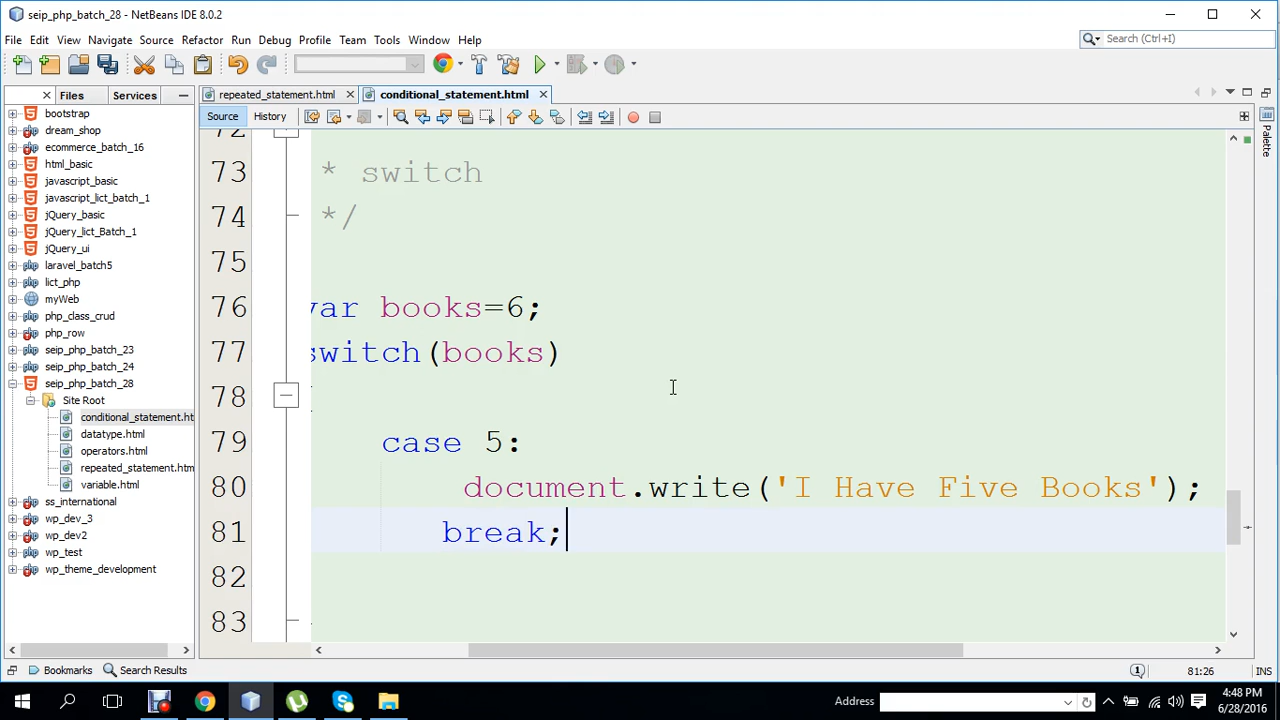 seip_php_batch_28 - NetBeans IDE 8.0.2
File Edit View Navigate Source Refactor Run Debug Profile Team Tools Window Help
Search (Ctrl+I)
Files Services
repeated_statement.html
conditional_statement.html
Source History
Palette
bootstrap
dream_shop
ecommerce_batch_16
html_basic
javascript_basic
javascript_lict_batch_1
jQuery_basic
jQuery_lict_Batch_1
jQuery_ui
laravel_batch5
lict_php
myWeb
php_class_crud
php_row
seip_php_batch_23
seip_php_batch_24
seip_php_batch_28
Site Root
conditional_statement.ht
datatype.html
operators.html
repeated_statement.htm
variable.html
ss_international
wp_dev_3
wp_dev2
wp_test
wp_theme_development
73 * switch
74 */
75
76 var books=6;
77 switch(books)
78
79 case 5:
80 document.write('I Have Five Books');
81 break;
82
83
Bookmarks Search Results
1
81:26 INS
Address
4:48 PM
6/28/2016